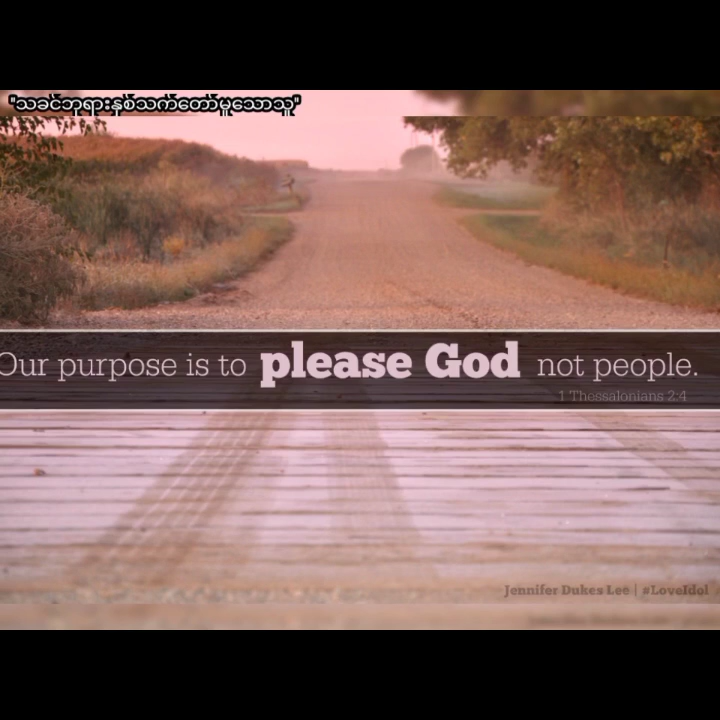 "သခင်ဘုရားနှစ်သက်တော်မူသောသူ"
Our purpose is to please God not people.
1 Thessalonians 2:4
Jennifer Dukes Lee | #LoveIdol